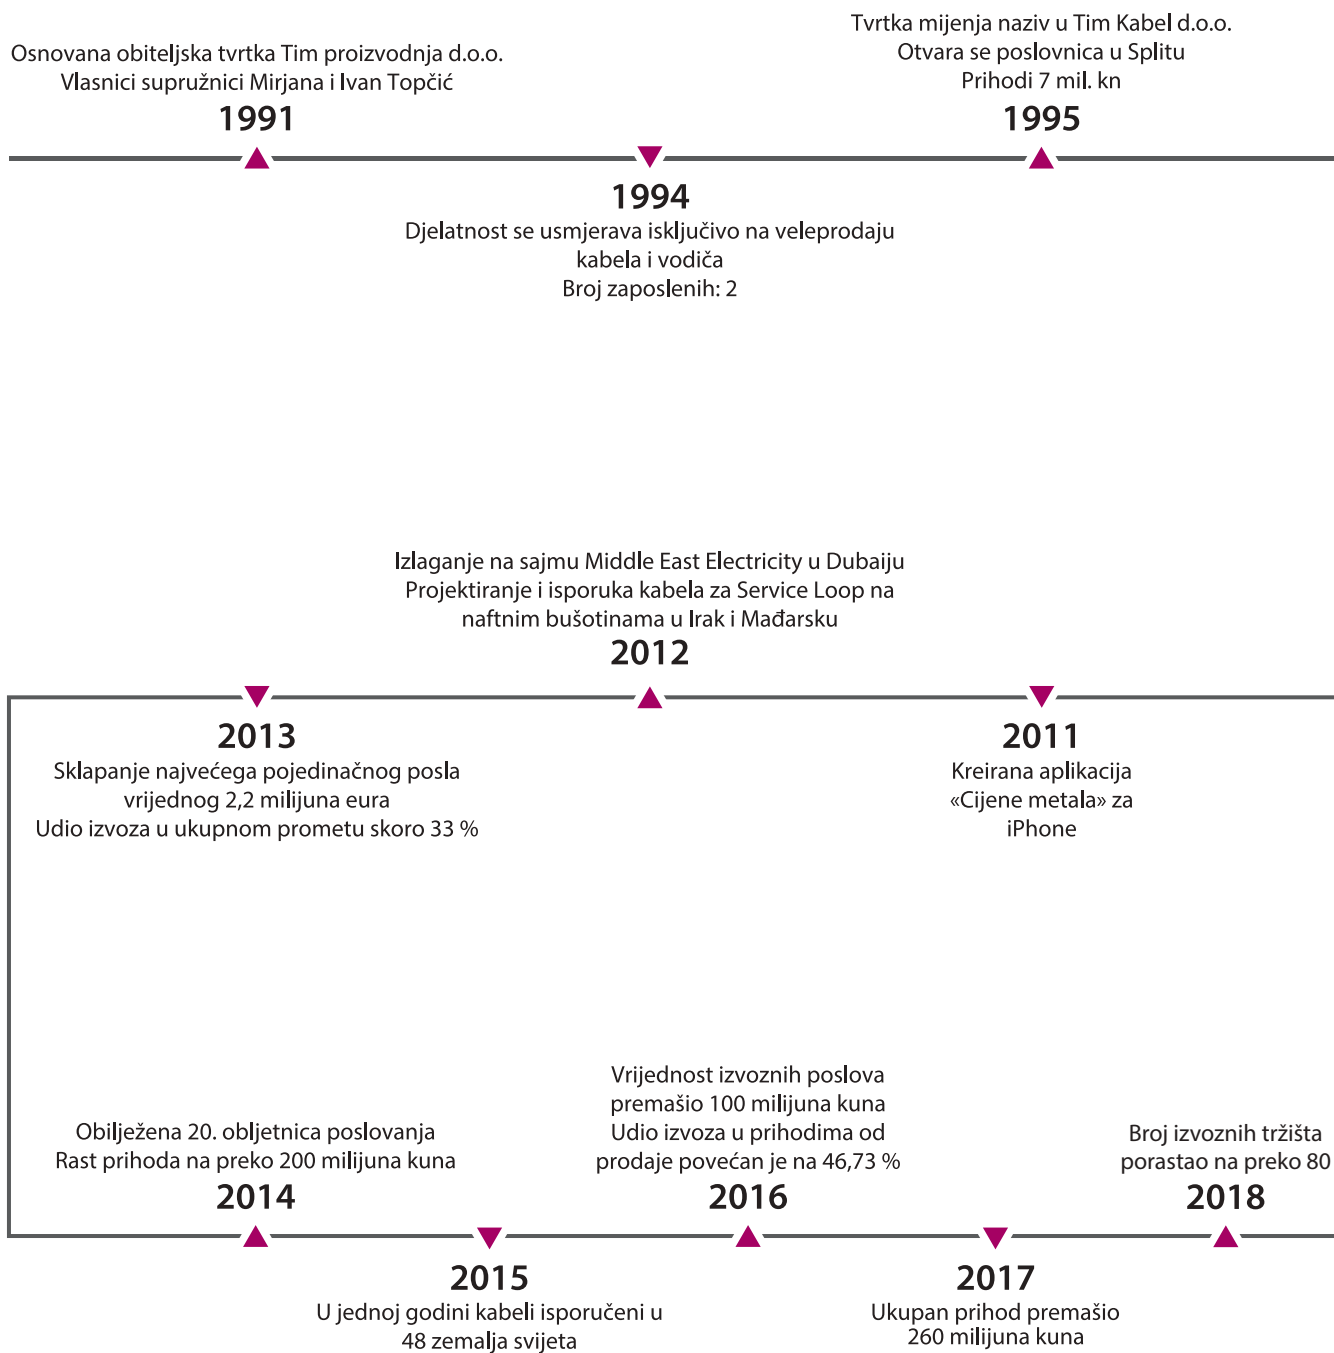 Osnovana obiteljska tvrtka Tim proizvodnja d.o.o.
Vlasnici supružnici Mirjana i Ivan Topčić
1991
1994
Djelatnost se usmjerava isključivo na veleprodaju
kabela i vodiča
Broj zaposlenih: 2
Tvrtka mijenja naziv u Tim Kabel d.o.o.
Otvara se poslovnica u Splitu
Prihodi 7 mil. kn
1995
2011
Kreirana aplikacija
«Cijene metala» za
iPhone
Izlaganje na sajmu Middle East Electricity u Dubaiju
Projektiranje i isporuka kabela za Service Loop na
naftnim bušotinama u Irak i Mađarsku
2012
2013
Sklapanje najvećega pojedinačnog posla
vrijednog 2,2 milijuna eura
Udio izvoza u ukupnom prometu skoro 33 %
Obilježena 20. obljetnica poslovanja
Rast prihoda na preko 200 milijuna kuna
2014
2015
U jednoj godini kabeli isporučeni u
48 zemalja svijeta
Vrijednost izvoznih poslova
premašio 100 milijuna kuna
Udio izvoza u prihodima od
prodaje povećan je na 46,73 %
2016
2017
Ukupan prihod premašio
260 milijuna kuna
Broj izvoznih tržišta
porastao na preko 80
2018